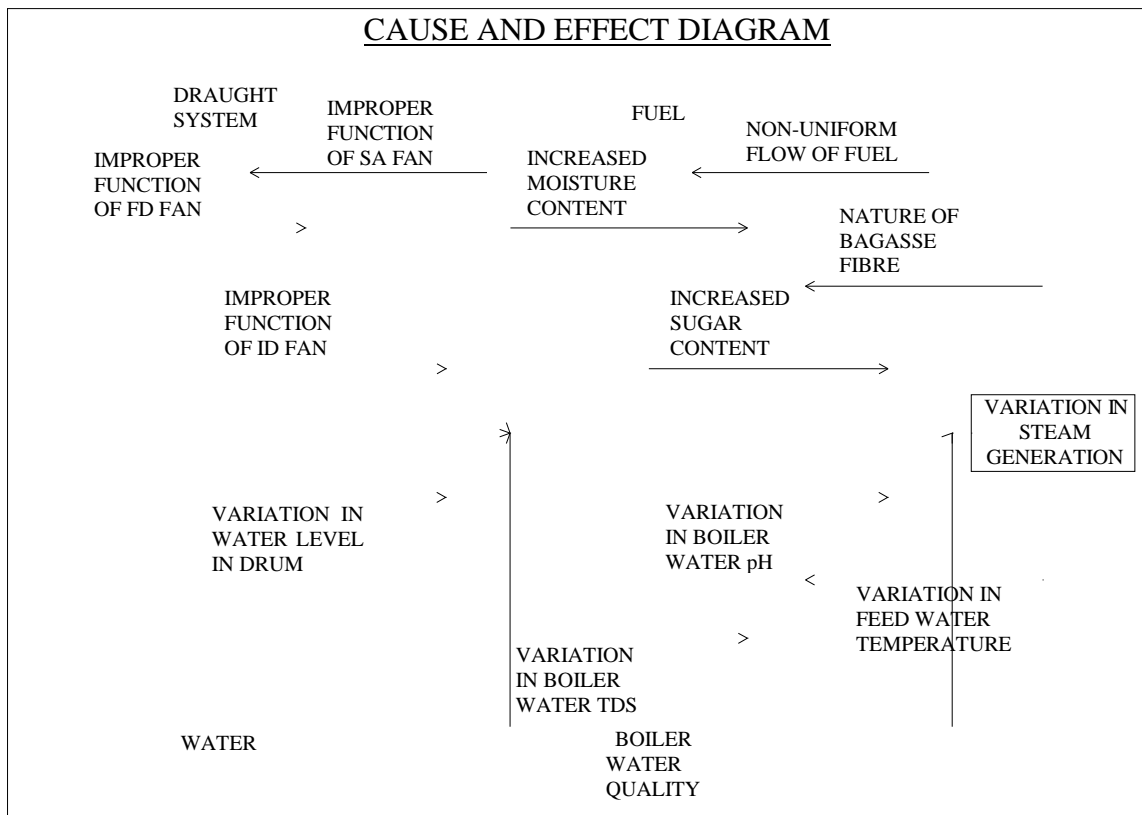 CAUSE AND EFFECT DIAGRAM
DRAUGHT
SYSTEM
IMPROPER
FUNCTION
OF SA FAN
FUEL
NON-UNIFORM
FLOW OF FUEL
IMPROPER
FUNCTION
OF FD FAN
INCREASED
MOISTURE
CONTENT
NATURE OF
BAGASSE
FIBRE
IMPROPER
FUNCTION
OF ID FAN
INCREASED
SUGAR
CONTENT
VARIATION IN
STEAM
GENERATION
VARIATION IN
WATER LEVEL
IN DRUM
VARIATION
IN BOILER
WATER pH
VARIATION IN
FEED WATER
TEMPERATURE
VARIATION
IN BOILER
WATER TDS
WATER
BOILER
WATER
QUALITY